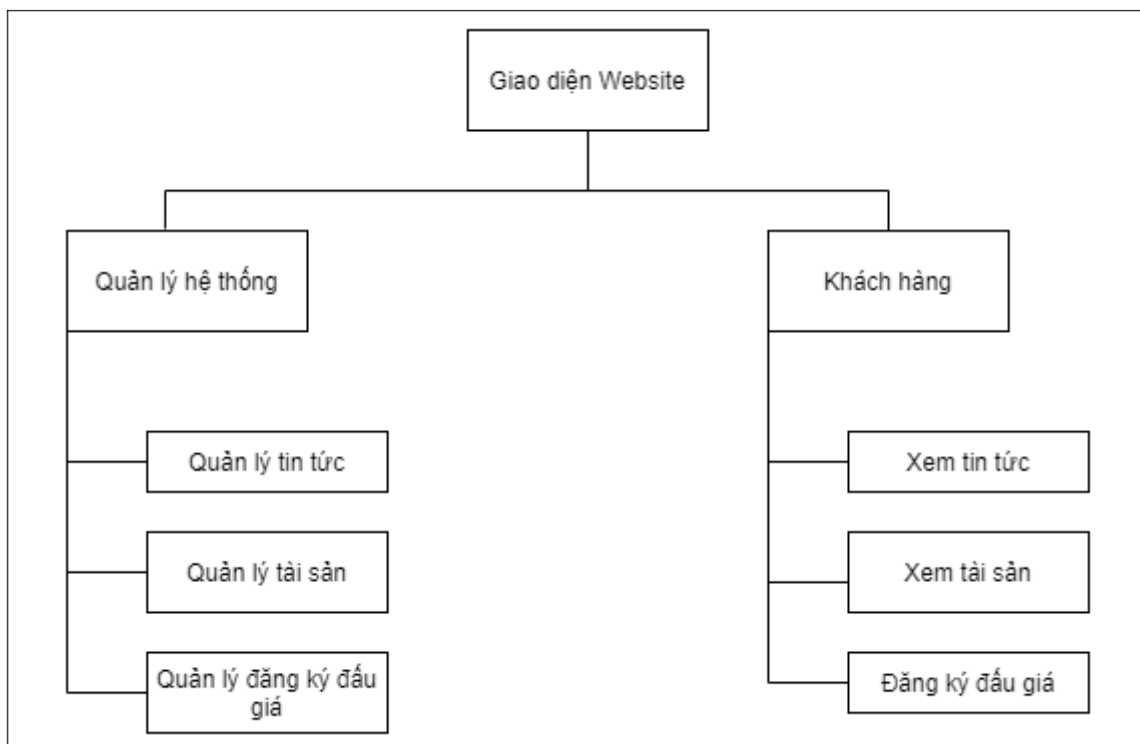 Giao diện Website
Quản lý hệ thống
Khách hàng
Quản lý tin tức
Xem tin tức
Quản lý tài sản
Xem tài sản
Quản lý đăng ký đấu
giá
Đăng ký đấu giá